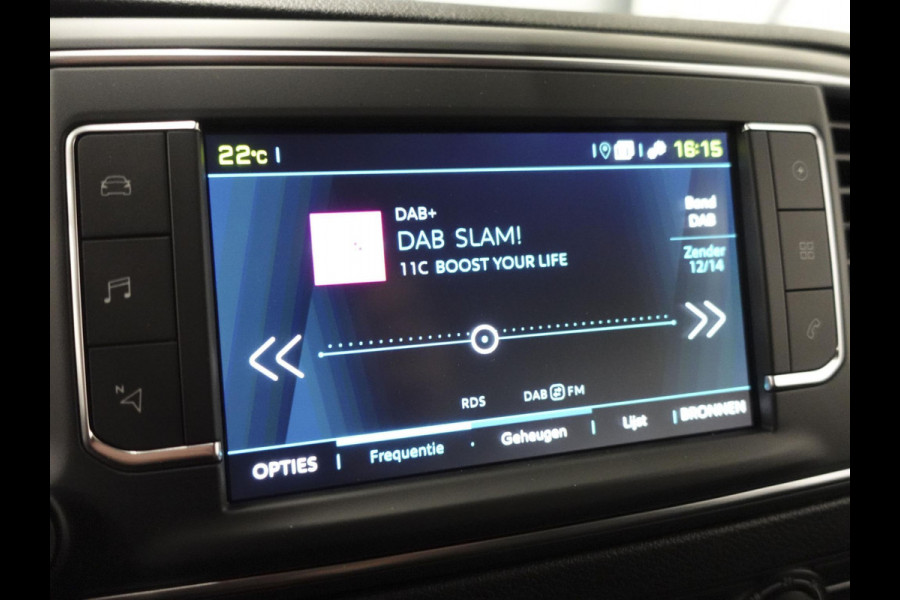 22°C
16:15
DAB+
DAB SLAM!
11C BOOST YOUR LIFE
Band
DAB
Zender
12/14
RDS
DAB FM
OPTIES
Frequentie
Geheugen
Lijst
BRONNEN
N